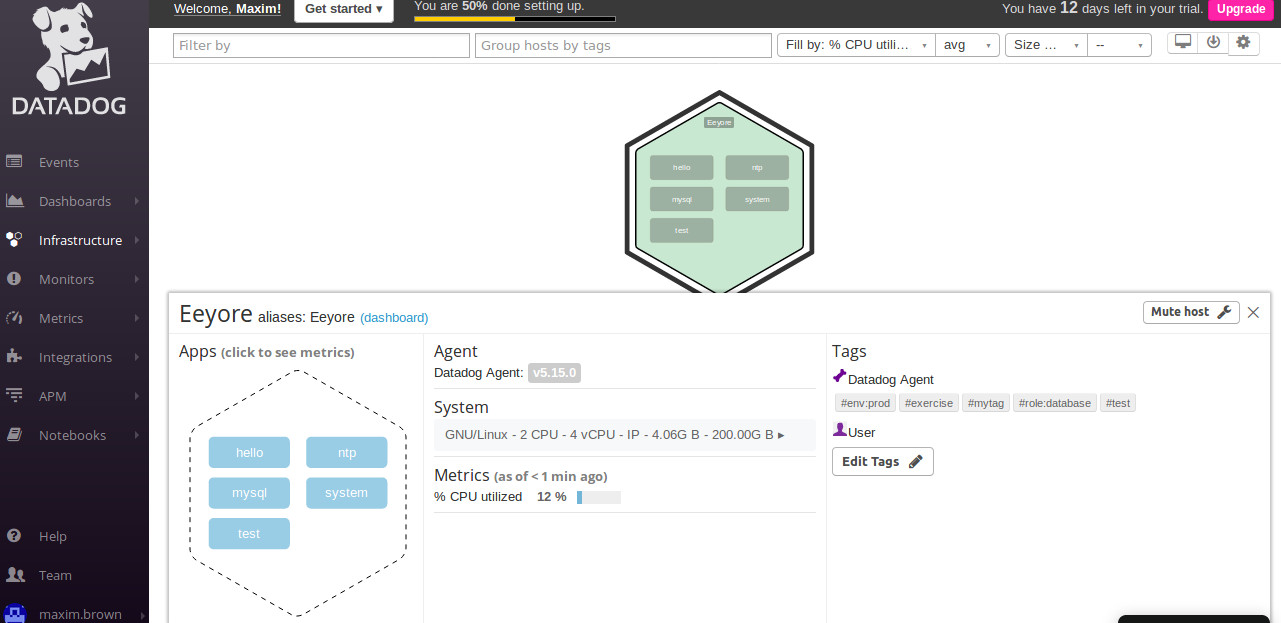 DATADOG
Events
Dashboards
Infrastructure
Monitors
Metrics
Integrations
APM
Notebooks
Help
Team
maxim.brown
Welcome, Maxim!
Get started ▾
You are 50% done setting up.
You have 12 days left in your trial.
Upgrade
Filter by
Group hosts by tags
Fill by: % CPU utili...
avg
Size ...
--
Eeyore
hello
ntp
mysql
system
test
Eeyore aliases: Eeyore (dashboard)
Mute host
Apps (click to see metrics)
hello
ntp
mysql
system
test
Agent
Datadog Agent: v5.15.0
System
GNU/Linux - 2 CPU - 4 vCPU - IP - 4.06G B - 200.00G B ▸
Metrics (as of < 1 min ago)
% CPU utilized 12 %
Tags
Datadog Agent
#env:prod #exercise #mytag #role:database #test
User
Edit Tags